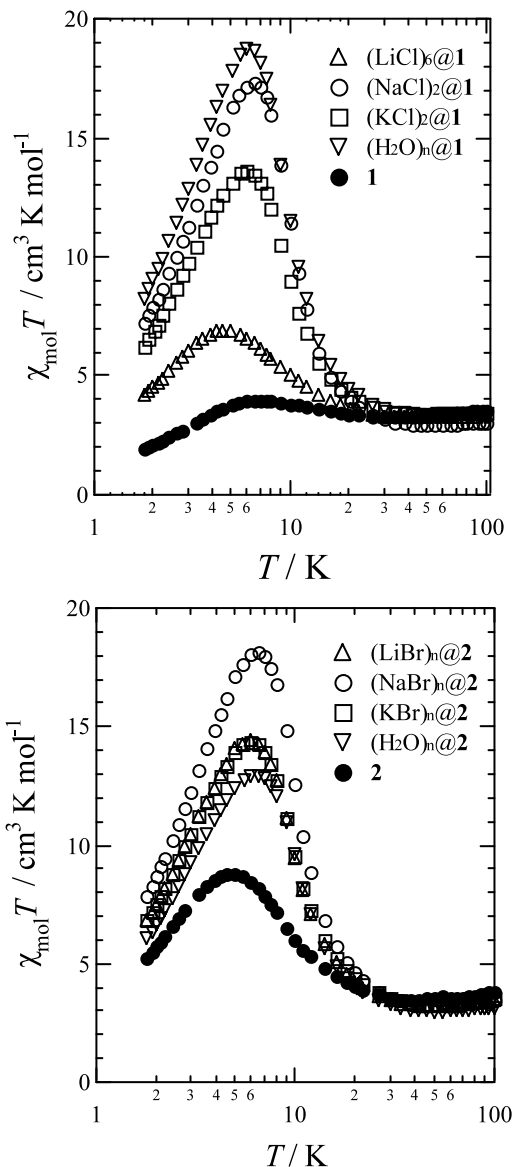 20
15
10
5
0
χmolT / cm³ K mol⁻¹
(LiCl)₆@1
(NaCl)₂@1
(KCl)₂@1
(H₂O)ₙ@1
1
1 2 3 4 5 6 10 2 3 4 5 6 100
T / K
20
15
10
5
0
χmolT / cm³ K mol⁻¹
(LiBr)ₙ@2
(NaBr)ₙ@2
(KBr)ₙ@2
(H₂O)ₙ@2
2
1 2 3 4 5 6 10 2 3 4 5 6 100
T / K